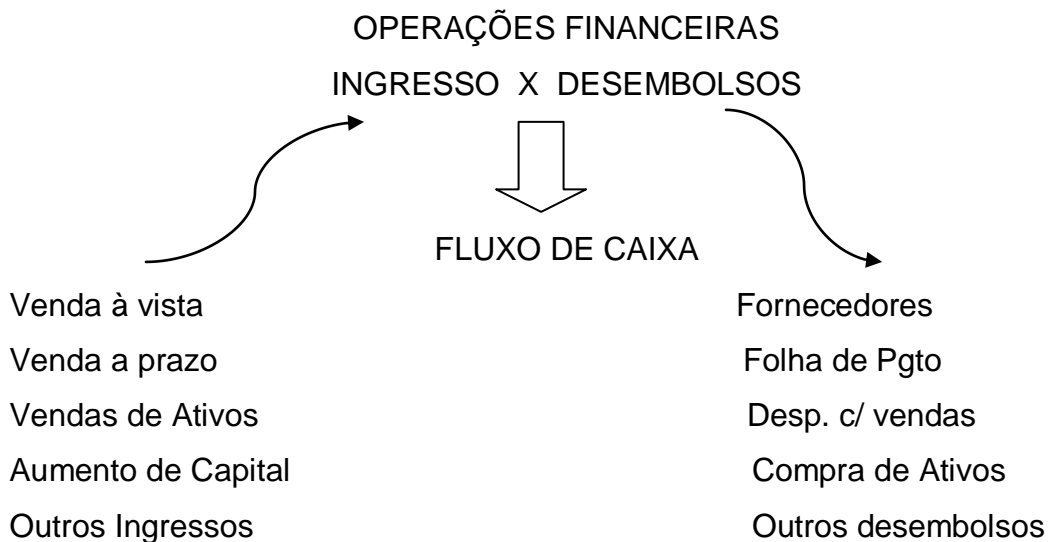 OPERAÇÕES FINANCEIRAS
INGRESSO X DESEMBOLSOS
FLUXO DE CAIXA
Venda à vista
Venda a prazo
Vendas de Ativos
Aumento de Capital
Outros Ingressos
Fornecedores
Folha de Pgto
Desp. c/ vendas
Compra de Ativos
Outros desembolsos